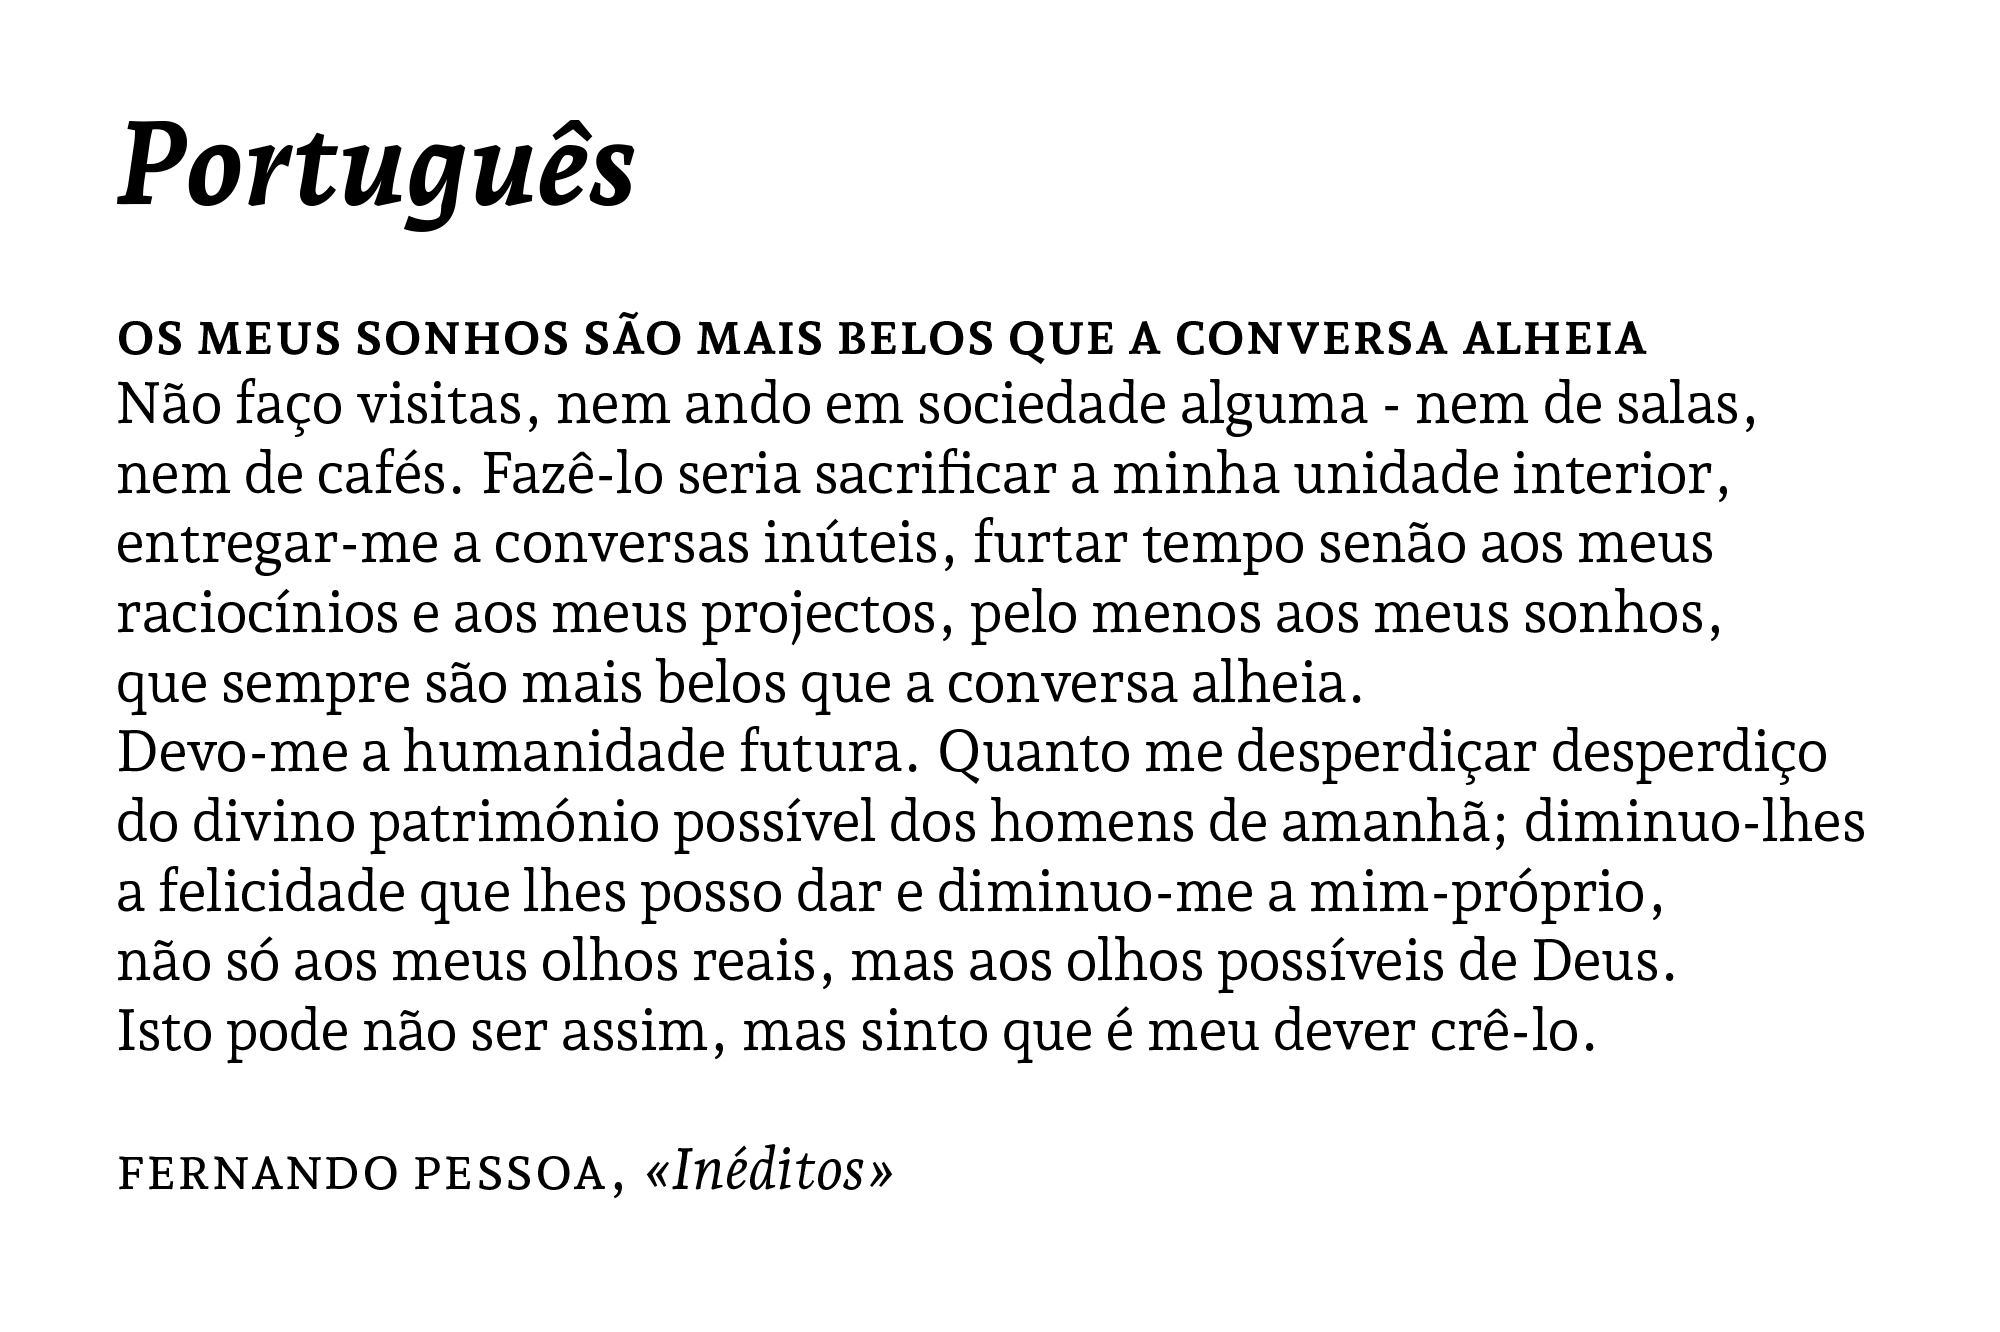 Português
OS MEUS SONHOS SÃO MAIS BELOS QUE A CONVERSA ALHEIA
Não faço visitas, nem ando em sociedade alguma - nem de salas,
nem de cafés. Fazê-lo seria sacrificar a minha unidade interior,
entregar-me a conversas inúteis, furtar tempo senão aos meus
raciocínios e aos meus projectos, pelo menos aos meus sonhos,
que sempre são mais belos que a conversa alheia.
Devo-me a humanidade futura. Quanto me desperdiçar desperdiço
do divino património possível dos homens de amanhã; diminuo-lhes
a felicidade que lhes posso dar e diminuo-me a mim-próprio,
não só aos meus olhos reais, mas aos olhos possíveis de Deus.
Isto pode não ser assim, mas sinto que é meu dever crê-lo.
FERNANDO PESSOA, «Inéditos»